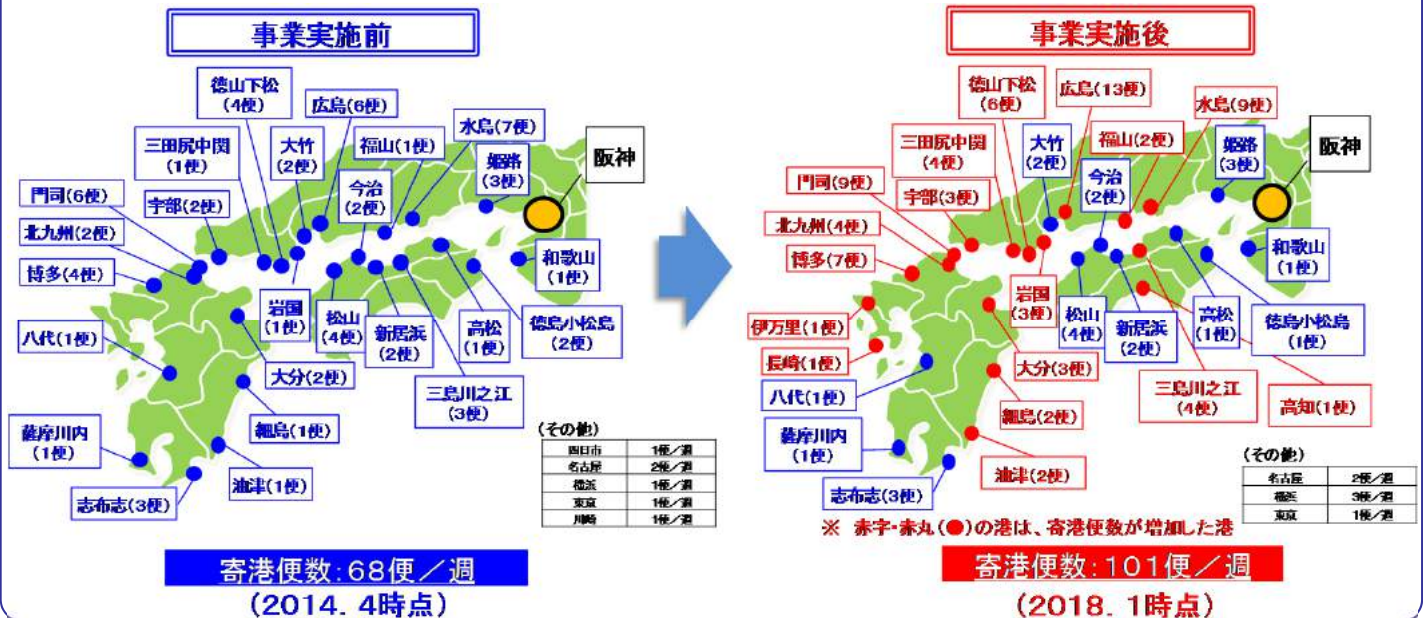 事業実施前
徳山下松
(4便)
広島(6便)
水島(7便)
三田尻中関
(1便)
大竹
(2便)
福山(1便)
姫路
(3便)
阪神
門司(6便)
宇部(2便)
今治
(2便)
北九州(2便)
博多(4便)
和歌山
(1便)
岩国
(1便)
松山
(4便)
新居浜
(2便)
高松
(1便)
徳島小松島
(2便)
八代(1便)
大分(2便)
三島川之江
(3便)
細島(1便)
薩摩川内
(1便)
油津(1便)
志布志(3便)
(その他)
四日市 1便/週
名古屋 2便/週
横浜 1便/週
東京 1便/週
川崎 1便/週
寄港便数:68便/週
(2014.4時点)
事業実施後
徳山下松
(6便)
広島(13便)
水島(9便)
三田尻中関
(4便)
大竹
(2便)
福山(2便)
姫路
(3便)
阪神
門司(9便)
宇部(3便)
今治
(2便)
北九州(4便)
博多(7便)
和歌山
(1便)
岩国
(3便)
松山
(4便)
新居浜
(2便)
高松
(1便)
徳島小松島
(1便)
伊万里(1便)
長崎(1便)
大分(3便)
八代(1便)
三島川之江
(4便)
高知(1便)
細島(2便)
薩摩川内
(1便)
油津(2便)
志布志(3便)
(その他)
名古屋 2便/週
横浜 3便/週
東京 1便/週
※ 赤字・赤丸(●)の港は、寄港便数が増加した港
寄港便数:101便/週
(2018.1時点)